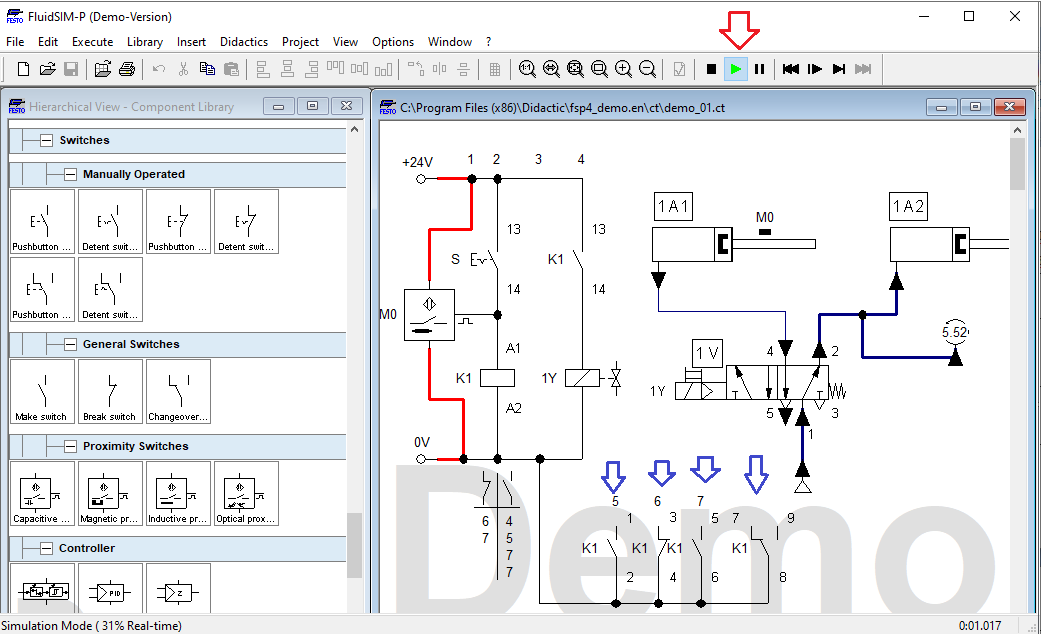 FluidSIM-P (Demo-Version)
File Edit Execute Library Insert Didactics Project View Options Window ?
FESTO Hierarchical View - Component Library
FESTO C:\Program Files (x86)\Didactic\fsp4_demo.en\ct\demo_01.ct
Switches
Manually Operated
Pushbutton ... Detent swit... Pushbutton ... Detent swit...
Pushbutton ... Detent swit...
General Switches
Make switch Break switch Changeover...
Proximity Switches
Capacitive ... Magnetic pr... Inductive pr... Optical prox...
Controller
PID
+24V 1 2 3 4
1A1 M0 1A2
13 13
S K1
14 14
M0
5.52
A1
1V 4 2
K1 1Y
1Y
A2
5 3
1
0V
5 6 7
6 4
7 5
7
7
1 3 5 7 9
K1 K1 K1 K1
2 4 6 8
Demo
Simulation Mode ( 31% Real-time) 0:01.017